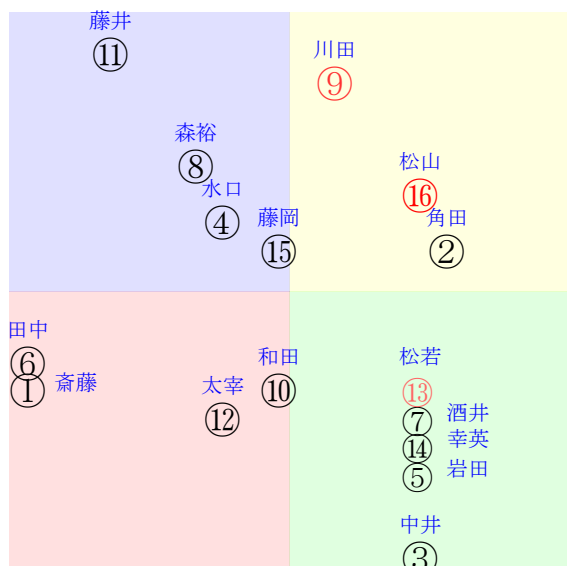 藤井
⑪
川田
⑨
森裕
⑧
松山
⑯
水口
④
藤岡
⑮
角田
②
田中
⑥
斎藤
①
太宰
⑫
和田
⑩
松若
⑬
酒井
⑦
幸英
⑭
岩田
⑤
中井
③